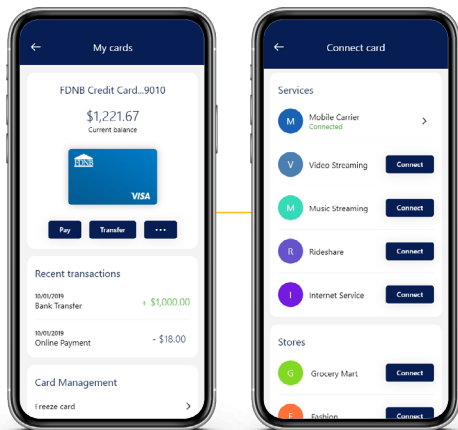 My cards
FDNB Credit Card...9010
$1,221.67
Current balance
FDNB
VISA
Pay
Transfer
...
Recent transactions
10/01/2019
Bank Transfer
+ $1,000.00
10/01/2019
Online Payment
- $18.00
Card Management
Freeze card
Connect card
Services
M
Mobile Carrier
Connected
V
Video Streaming
Connect
M
Music Streaming
Connect
R
Rideshare
Connect
I
Internet Service
Connect
Stores
G
Grocery Mart
Connect
F
Fashion
Connect